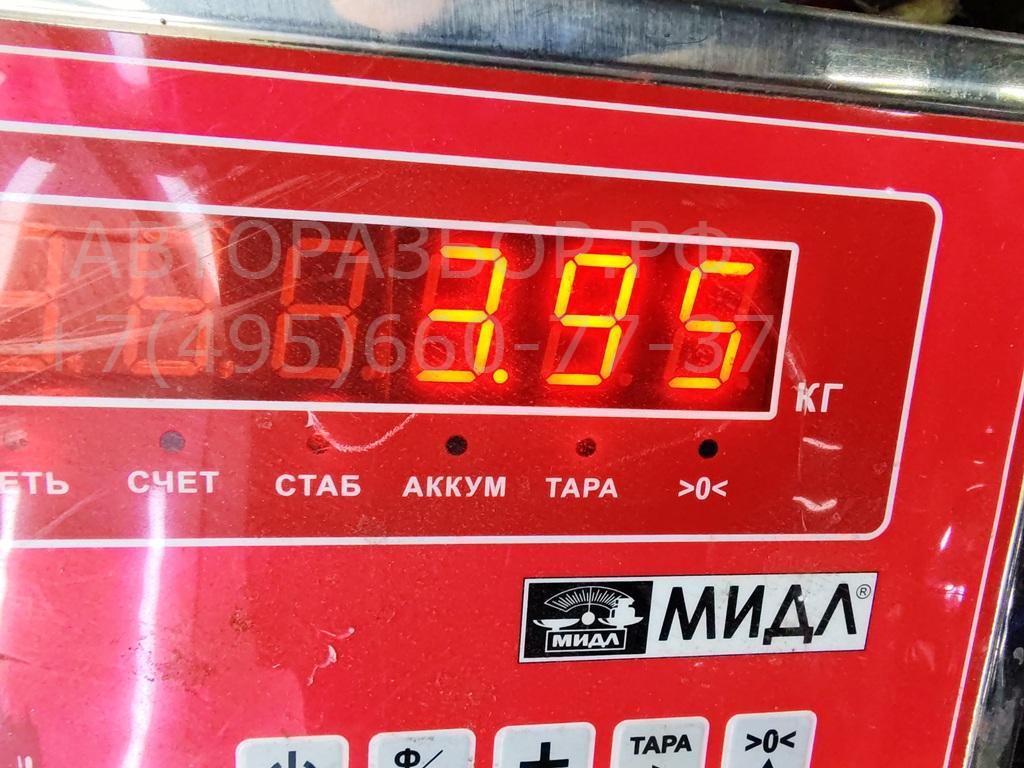 АВТОРАЗБОР.РФ
+7(495)660-77-37
3.95
КГ
ЕТЬ СЧЕТ СТАБ АККУМ ТАРА >0<
МИДЛ МИДЛ®
Ф/ + ТАРА >0<